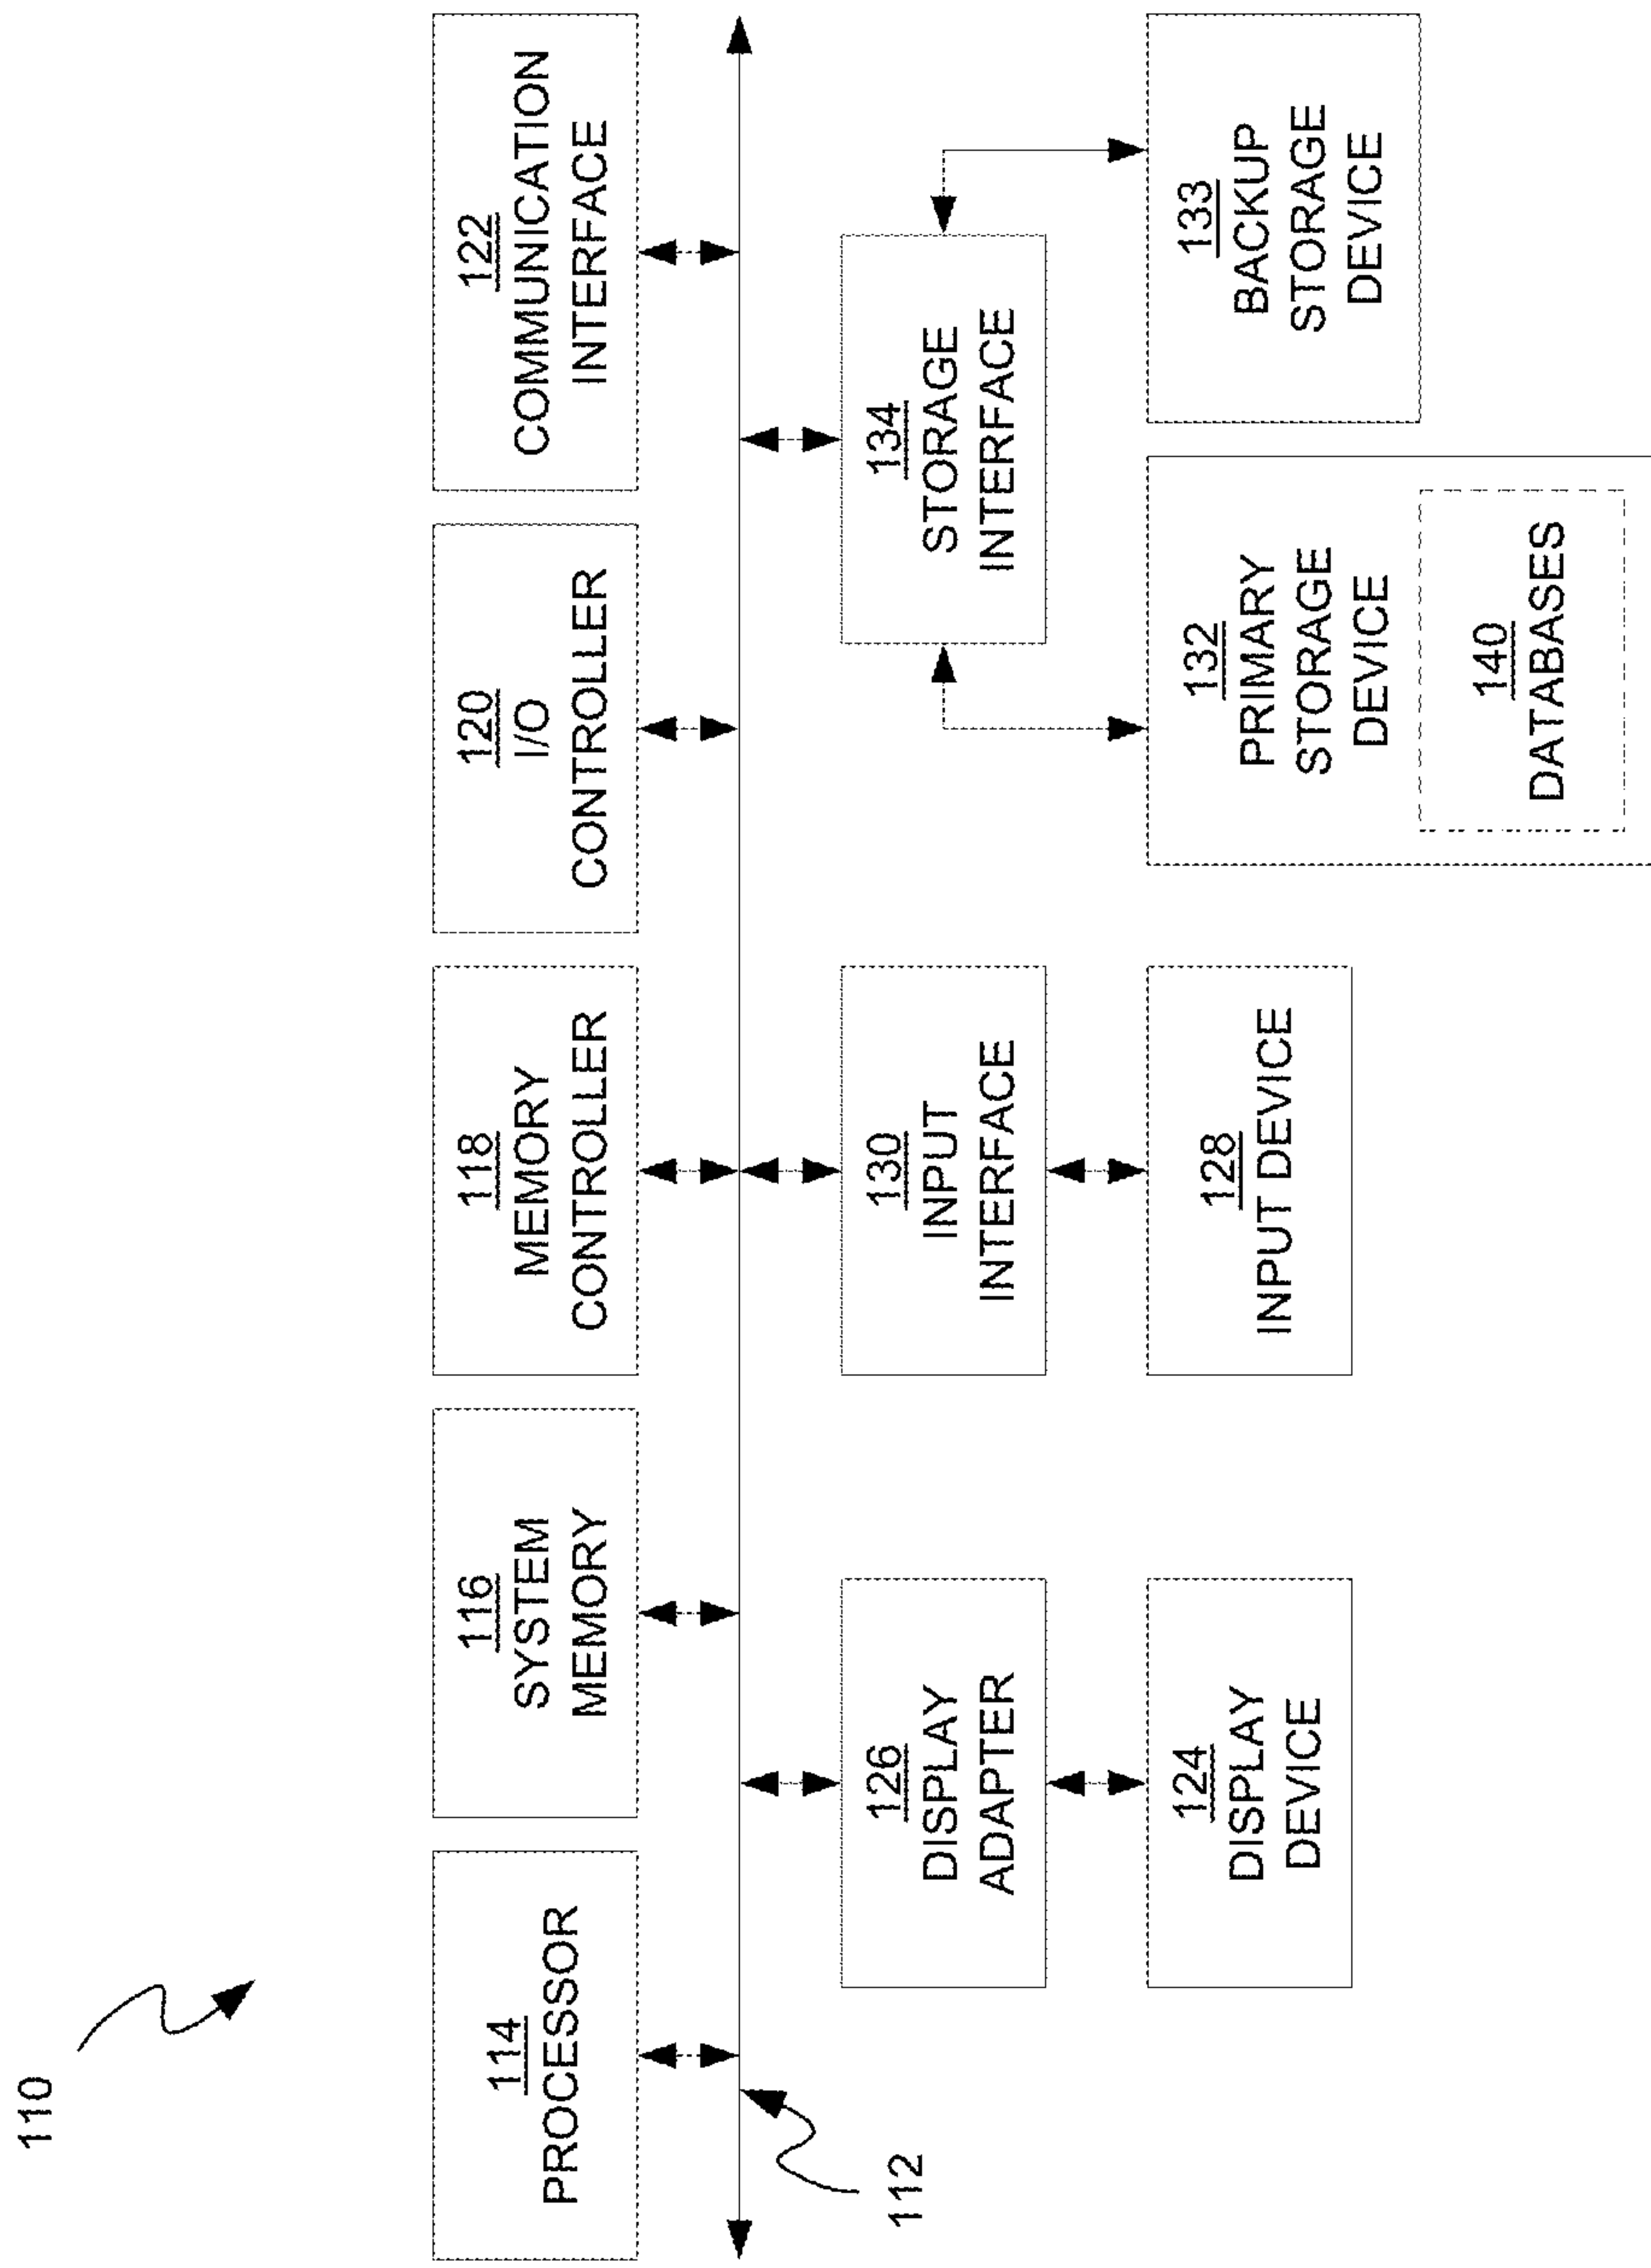 110
114
PROCESSOR
116
SYSTEM
MEMORY
118
MEMORY
CONTROLLER
120
I/O
CONTROLLER
122
COMMUNICATION
INTERFACE
112
126
DISPLAY
ADAPTER
130
INPUT
INTERFACE
134
STORAGE
INTERFACE
124
DISPLAY
DEVICE
128
INPUT DEVICE
132
PRIMARY
STORAGE
DEVICE
140
DATABASES
133
BACKUP
STORAGE
DEVICE